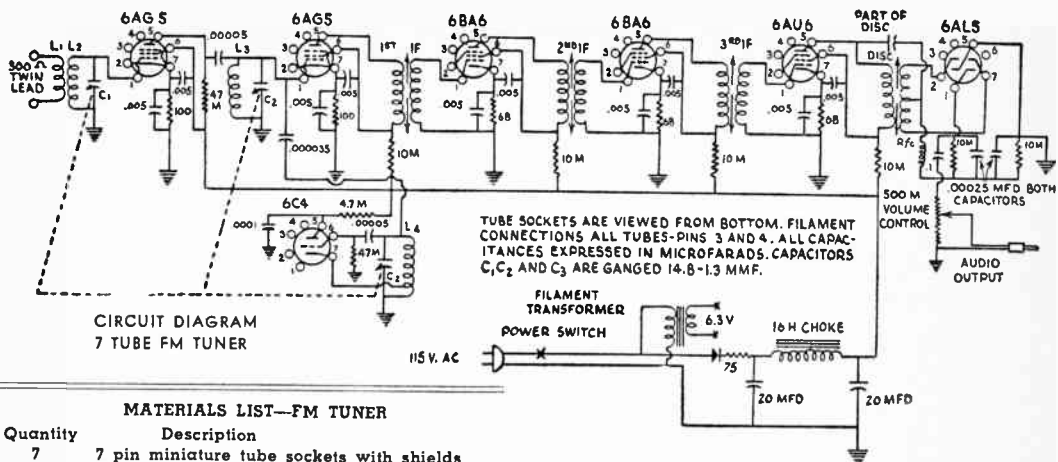 6AG5
6AG5
6BA6
6BA6
6AU6
PART OF
DISC
6AL5
300Ω
TWIN
LEAD
L1 L2
C1
.005
.005
100
47
M
.00005
L3
C2
.000035
.005
.005
100
1ST IF
10M
.005
.005
68
2ND IF
10 M
.005
.005
68
3RD IF
10 M
.005
.005
68
DISC
Rfc
10M
.1
10M
10M
.00025 MFD BOTH
CAPACITORS
500 M
VOLUME
CONTROL
AUDIO
OUTPUT
6C4
.0001
4.7 M
.00005
47M
C2
L4
TUBE SOCKETS ARE VIEWED FROM BOTTOM. FILAMENT
CONNECTIONS ALL TUBES-PINS 3 AND 4. ALL CAPAC-
ITANCES EXPRESSED IN MICROFARADS. CAPACITORS
C1C2 AND C3 ARE GANGED 14.8-1.3 MMF.
CIRCUIT DIAGRAM
7 TUBE FM TUNER
FILAMENT
TRANSFORMER
POWER SWITCH
6.3 V
115 V. AC
75
16 H CHOKE
20 MFD
20 MFD
MATERIALS LIST—FM TUNER
Quantity Description
7 7 pin miniature tube sockets with shields